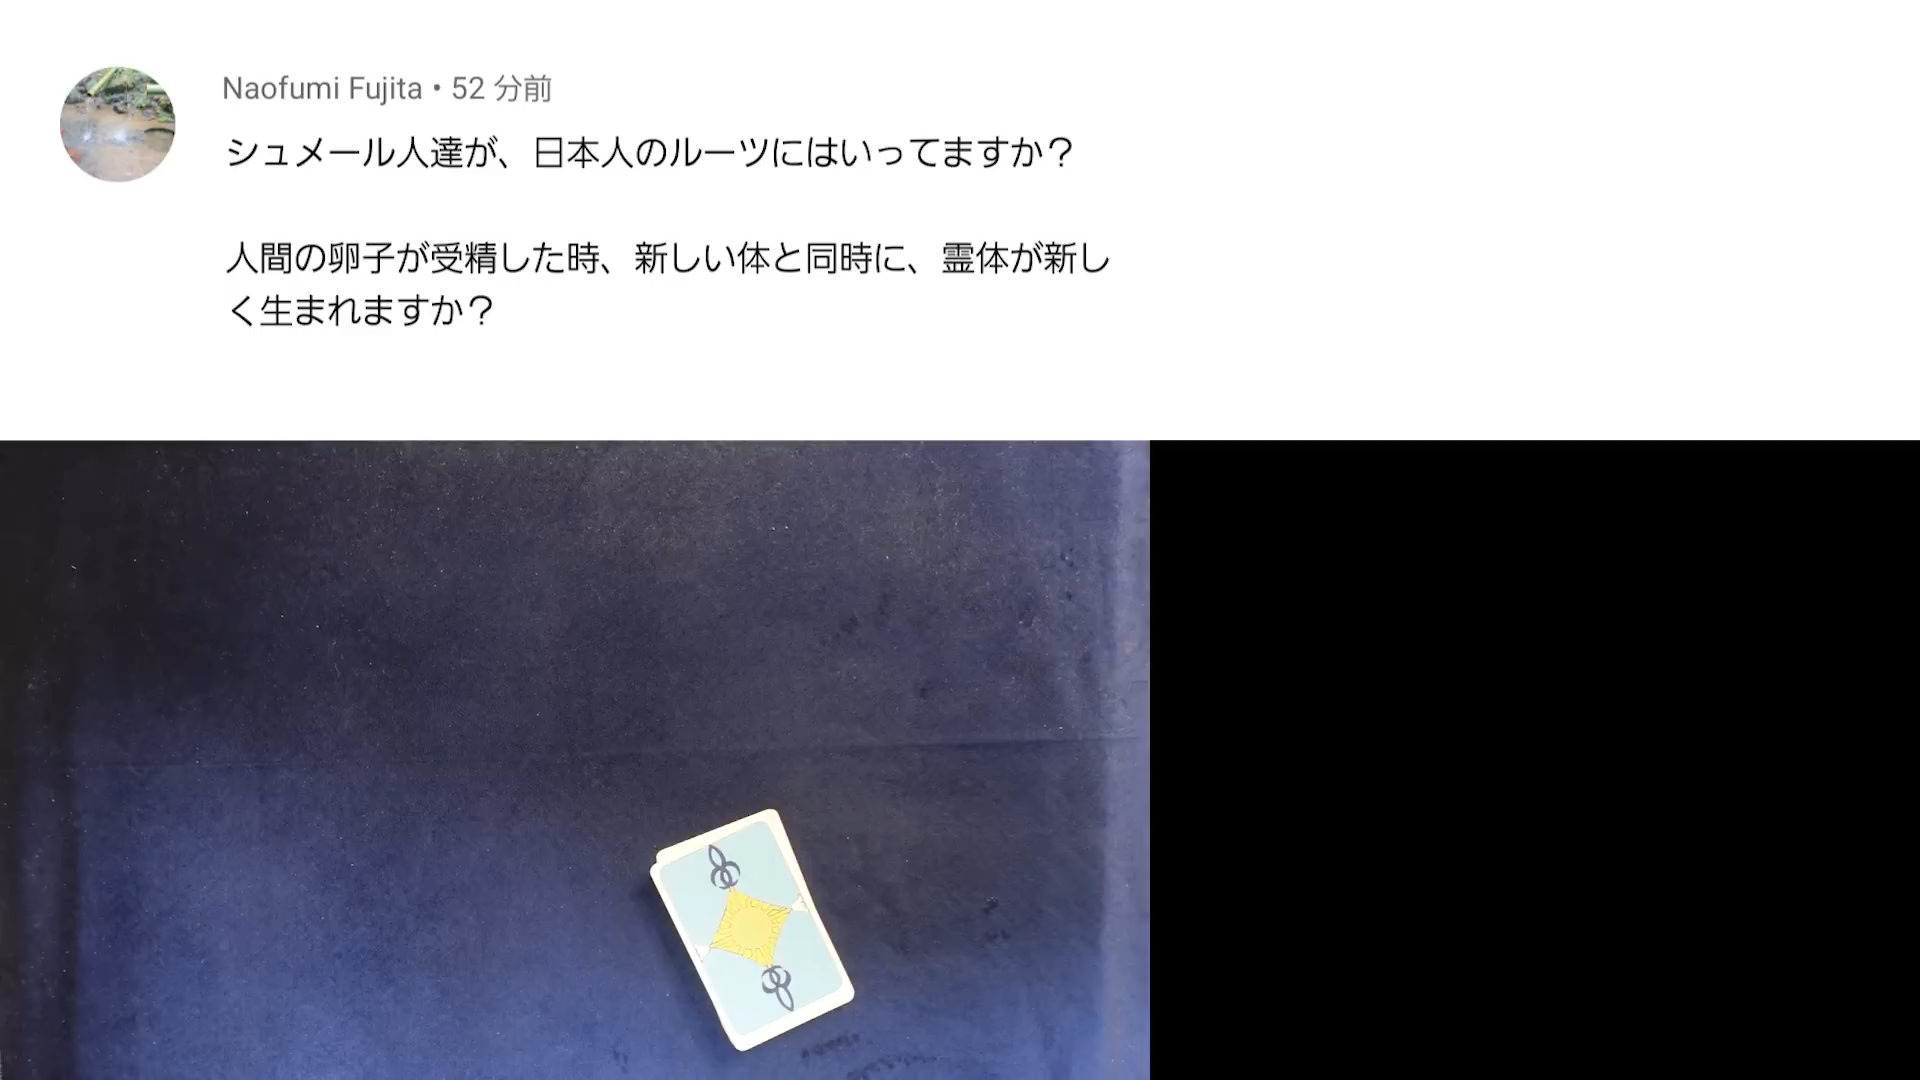 Naofumi Fujita • 52 分前
シュメール人達が、日本人のルーツにはいってますか？
人間の卵子が受精した時、新しい体と同時に、霊体が新し
く生まれますか？